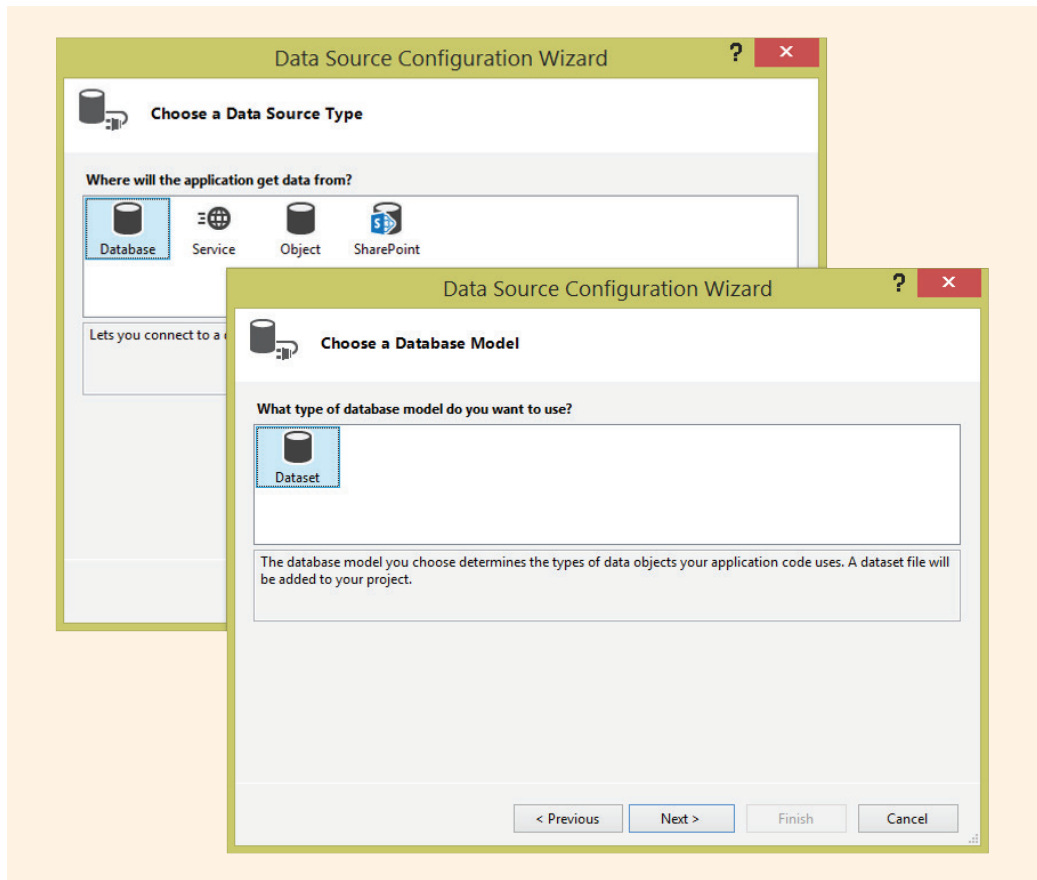 Data Source Configuration Wizard
?
×
Choose a Data Source Type
Where will the application get data from?
Database
Service
Object
SharePoint
S
Lets you connect to a
Data Source Configuration Wizard
?
×
Choose a Database Model
What type of database model do you want to use?
Dataset
The database model you choose determines the types of data objects your application code uses. A dataset file will
be added to your project.
< Previous
Next >
Finish
Cancel